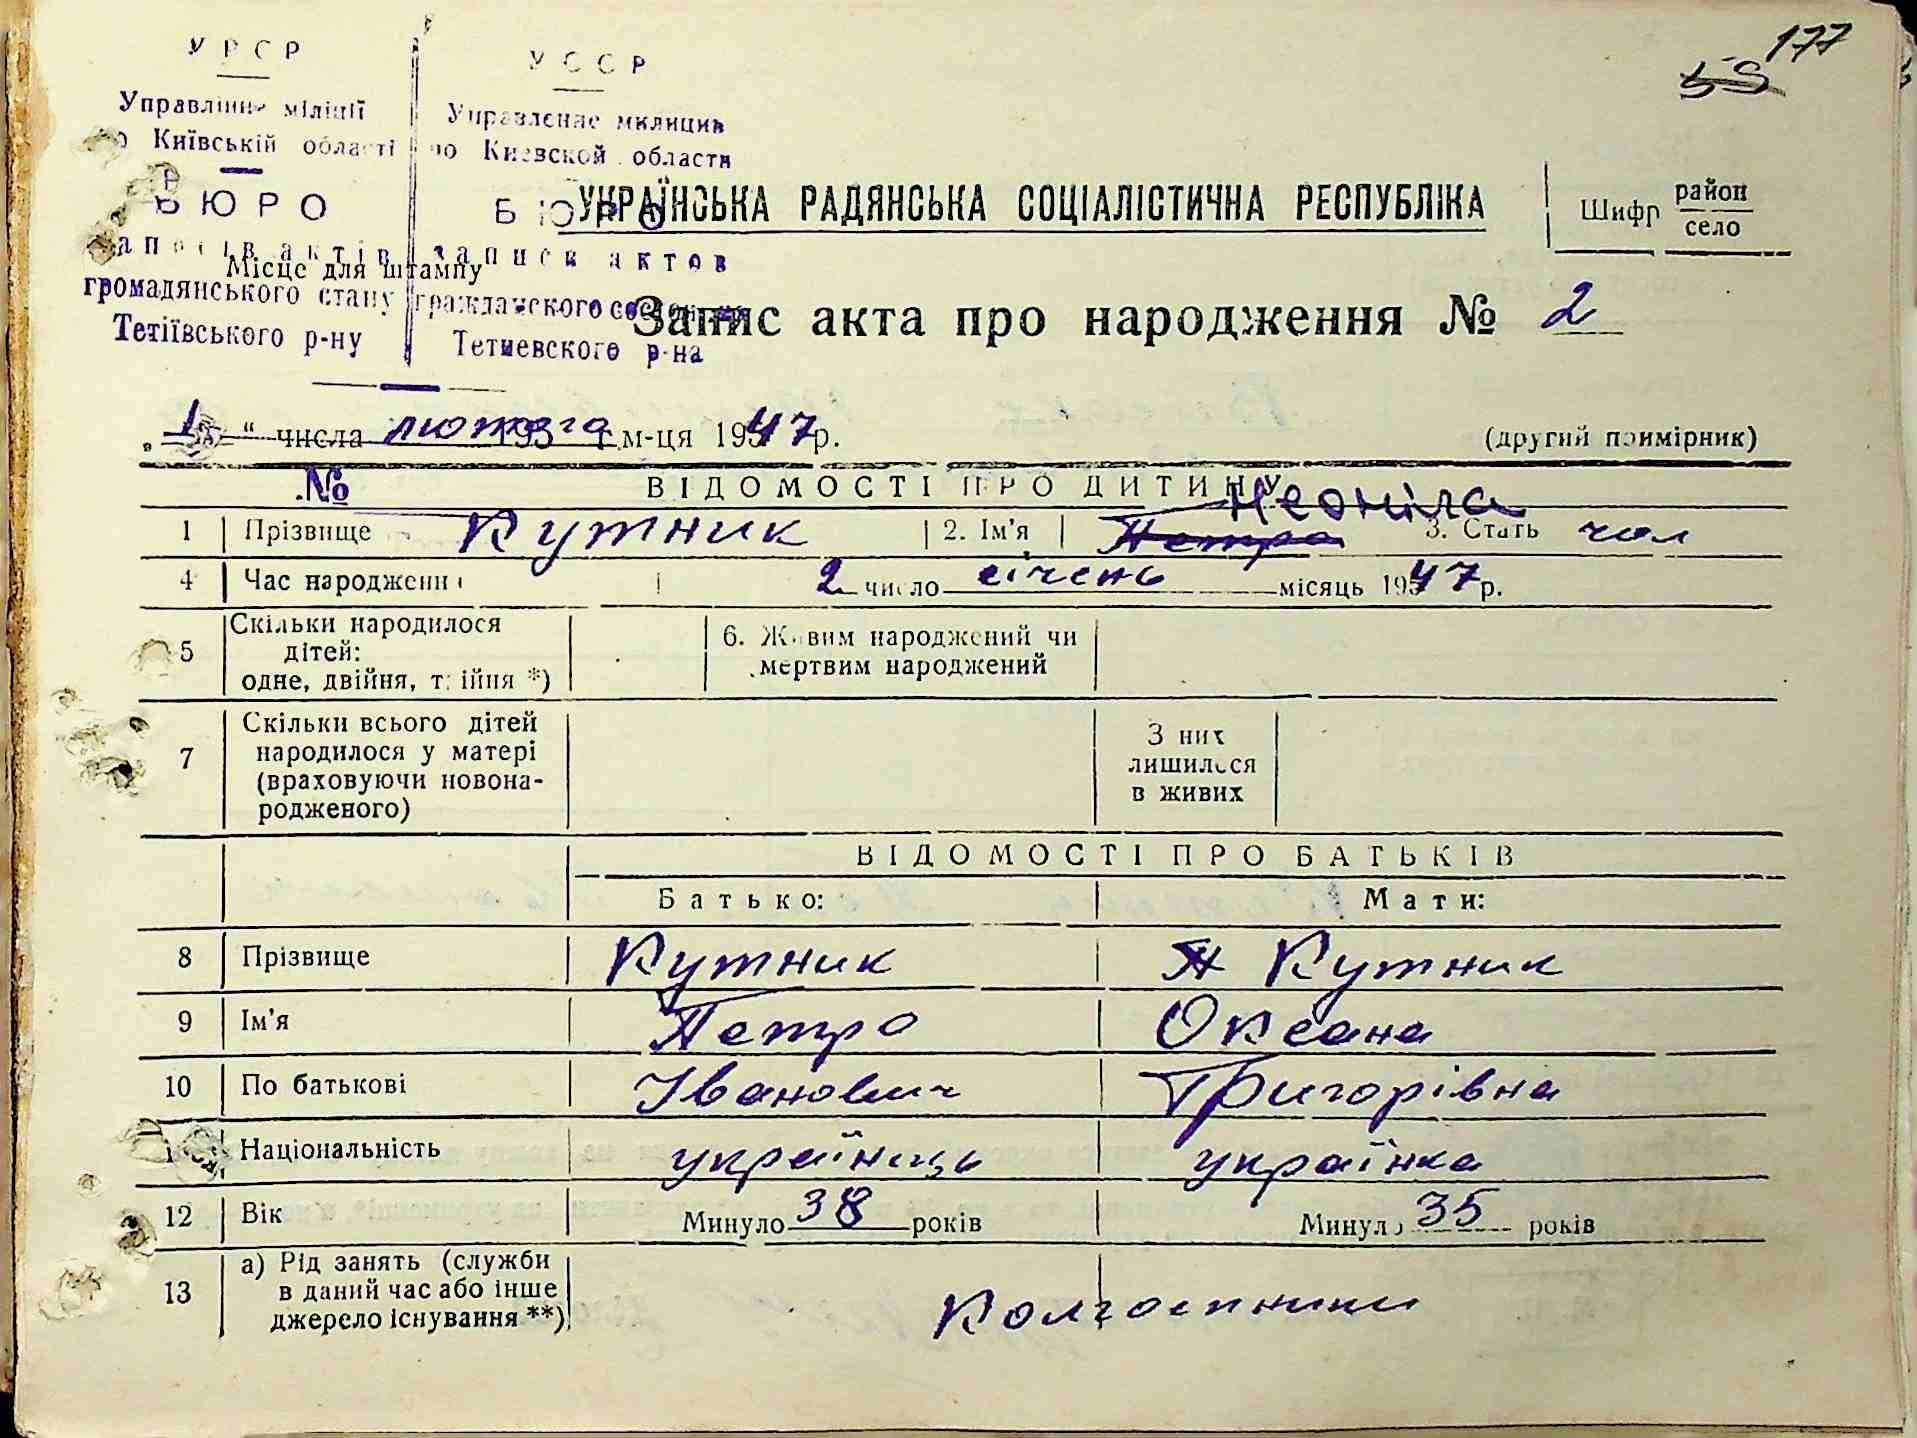 177
59
УРСР
Управління міліції
по Київській області
БЮРО
записів актів
громадянського стану
Тетіївського р-ну
УССР
Управление милиции
по Киевской области
БЮРО
записи актов
гражданского состояния
Тетиевского р-на
Місце для штампу
УКРАЇНСЬКА РАДЯНСЬКА СОЦІАЛІСТИЧНА РЕСПУБЛІКА
Шифр район
село
Запис акта про народження № 2
„1“ числа лютого м-ця 1947 р.
(другий примірник)
№ ВІДОМОСТІ ПРО ДИТИНУ
Неоніла
1 Прізвище Кутник 2. Ім’я Петро 3. Стать чол
4 Час народження 2 число січень місяць 1947 р.
5 Скільки народилося дітей: одне, двійня, трійня *) 6. Живим народжений чи мертвим народжений
7 Скільки всього дітей народилося у матері (враховуючи новона-родженого) З них лишилося в живих
ВІДОМОСТІ ПРО БАТЬКІВ
Батько: Мати:
8 Прізвище Кутник Кутник
9 Ім’я Петро Оксана
10 По батькові Іванович Григорівна
Національність українець українка
12 Вік Минуло 38 років Минуло 35 років
13 а) Рід занять (служби в даний час або інше джерело існування **) Колгоспники